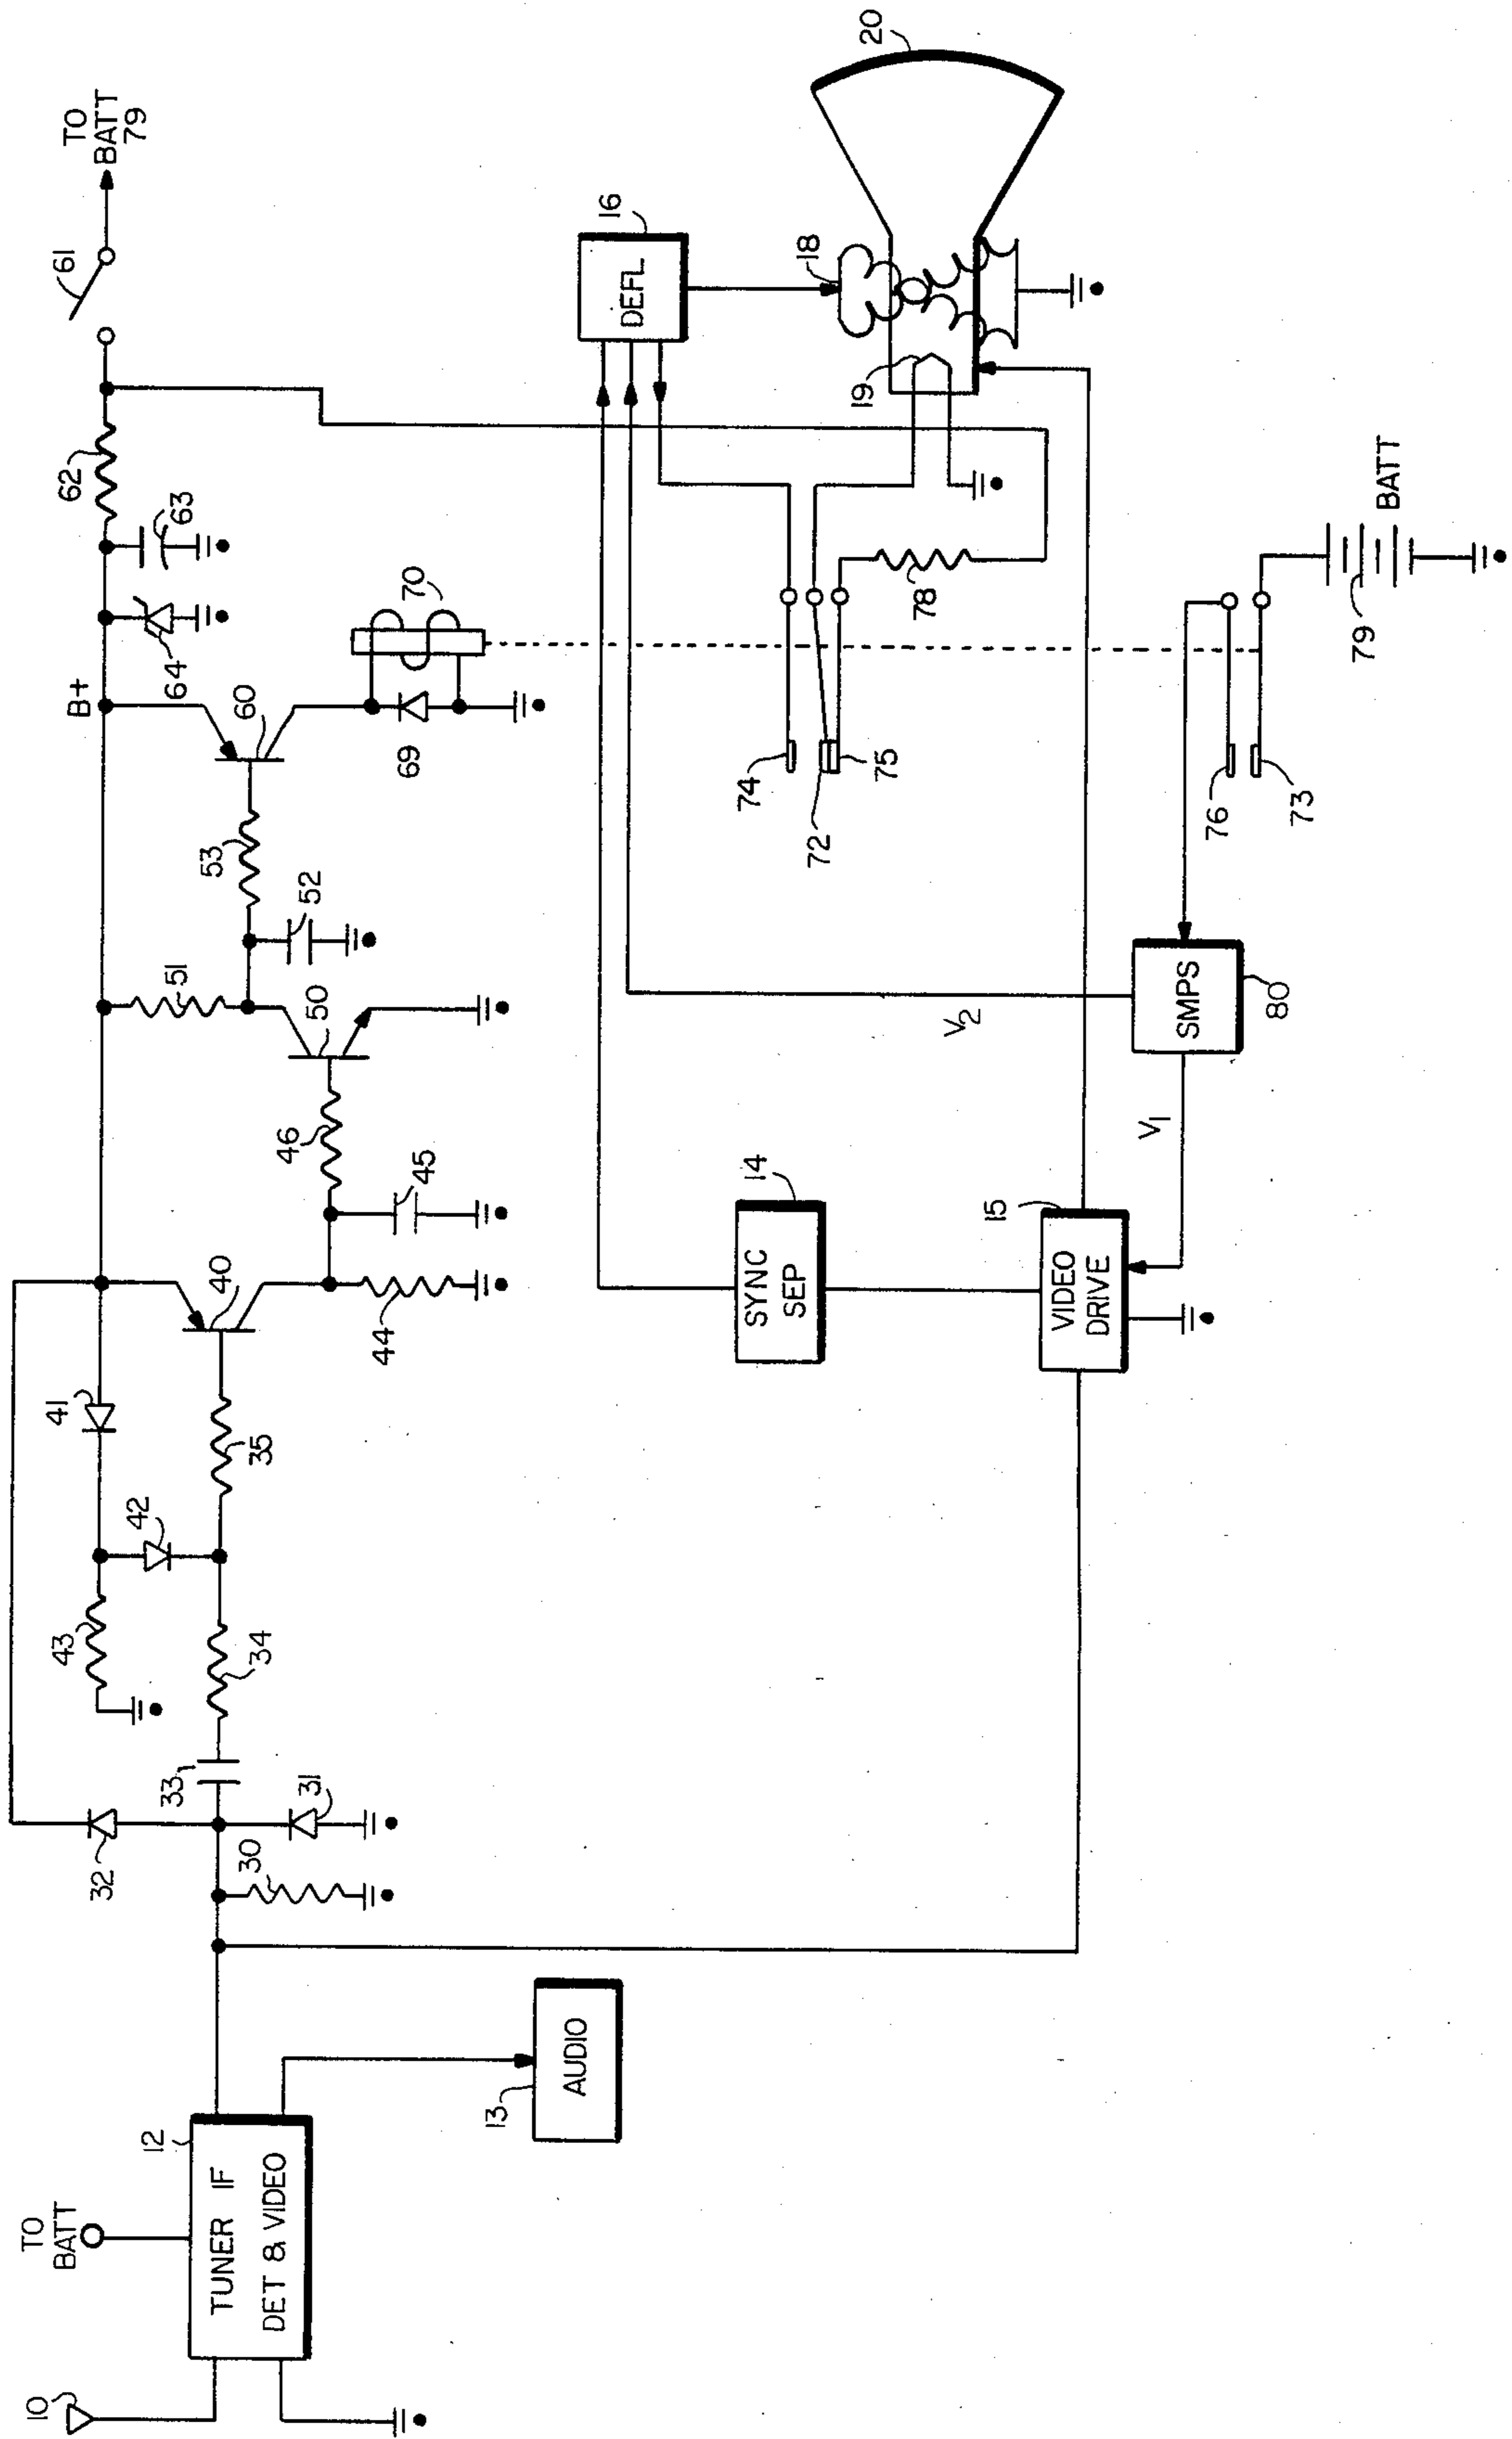 TO
BATT
79
61
62
63
64
B+
60
70
69
53
52
51
50
46
45
40
44
41
42
35
43
34
33
32
31
30
TO
BATT
12
TUNER IF
DET & VIDEO
10
13
AUDIO
16
DEFL
18
19
20
78
74
72
75
76
73
79
BATT
V2
V1
SMPS
80
14
SYNC
SEP
15
VIDEO
DRIVE